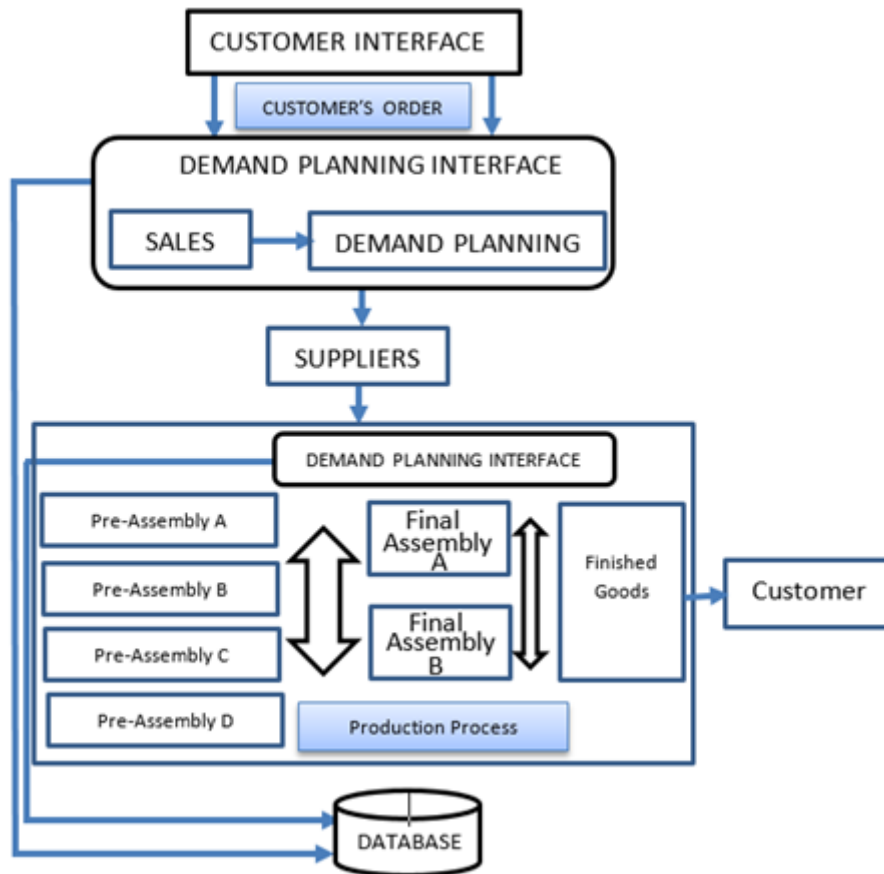 CUSTOMER INTERFACE
CUSTOMER'S ORDER
DEMAND PLANNING INTERFACE
SALES
DEMAND PLANNING
SUPPLIERS
DEMAND PLANNING INTERFACE
Pre-Assembly A
Pre-Assembly B
Pre-Assembly C
Pre-Assembly D
Final
Assembly
A
Final
Assembly
B
Finished
Goods
Customer
Production Process
DATABASE